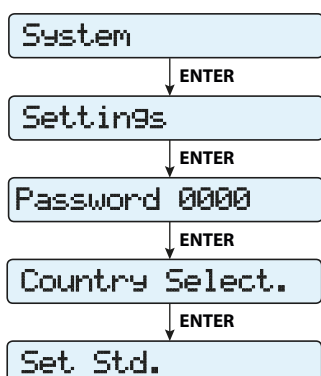 System
ENTER
Settings
ENTER
Password 0000
ENTER
Country Select.
ENTER
Set Std.